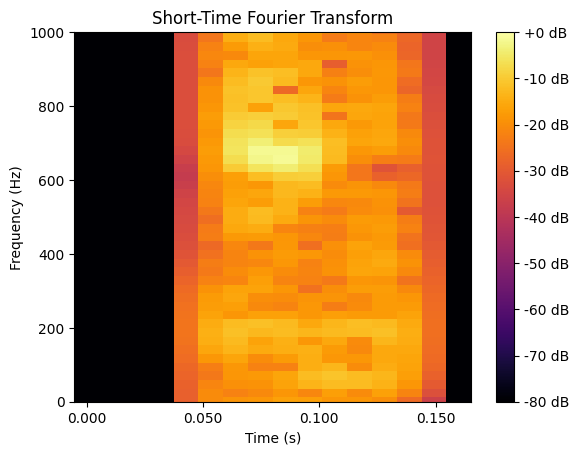 Short-Time Fourier Transform
1000
800
600
400
200
0
Frequency (Hz)
0.000
0.050
0.100
0.150
Time (s)
+0 dB
-10 dB
-20 dB
-30 dB
-40 dB
-50 dB
-60 dB
-70 dB
-80 dB